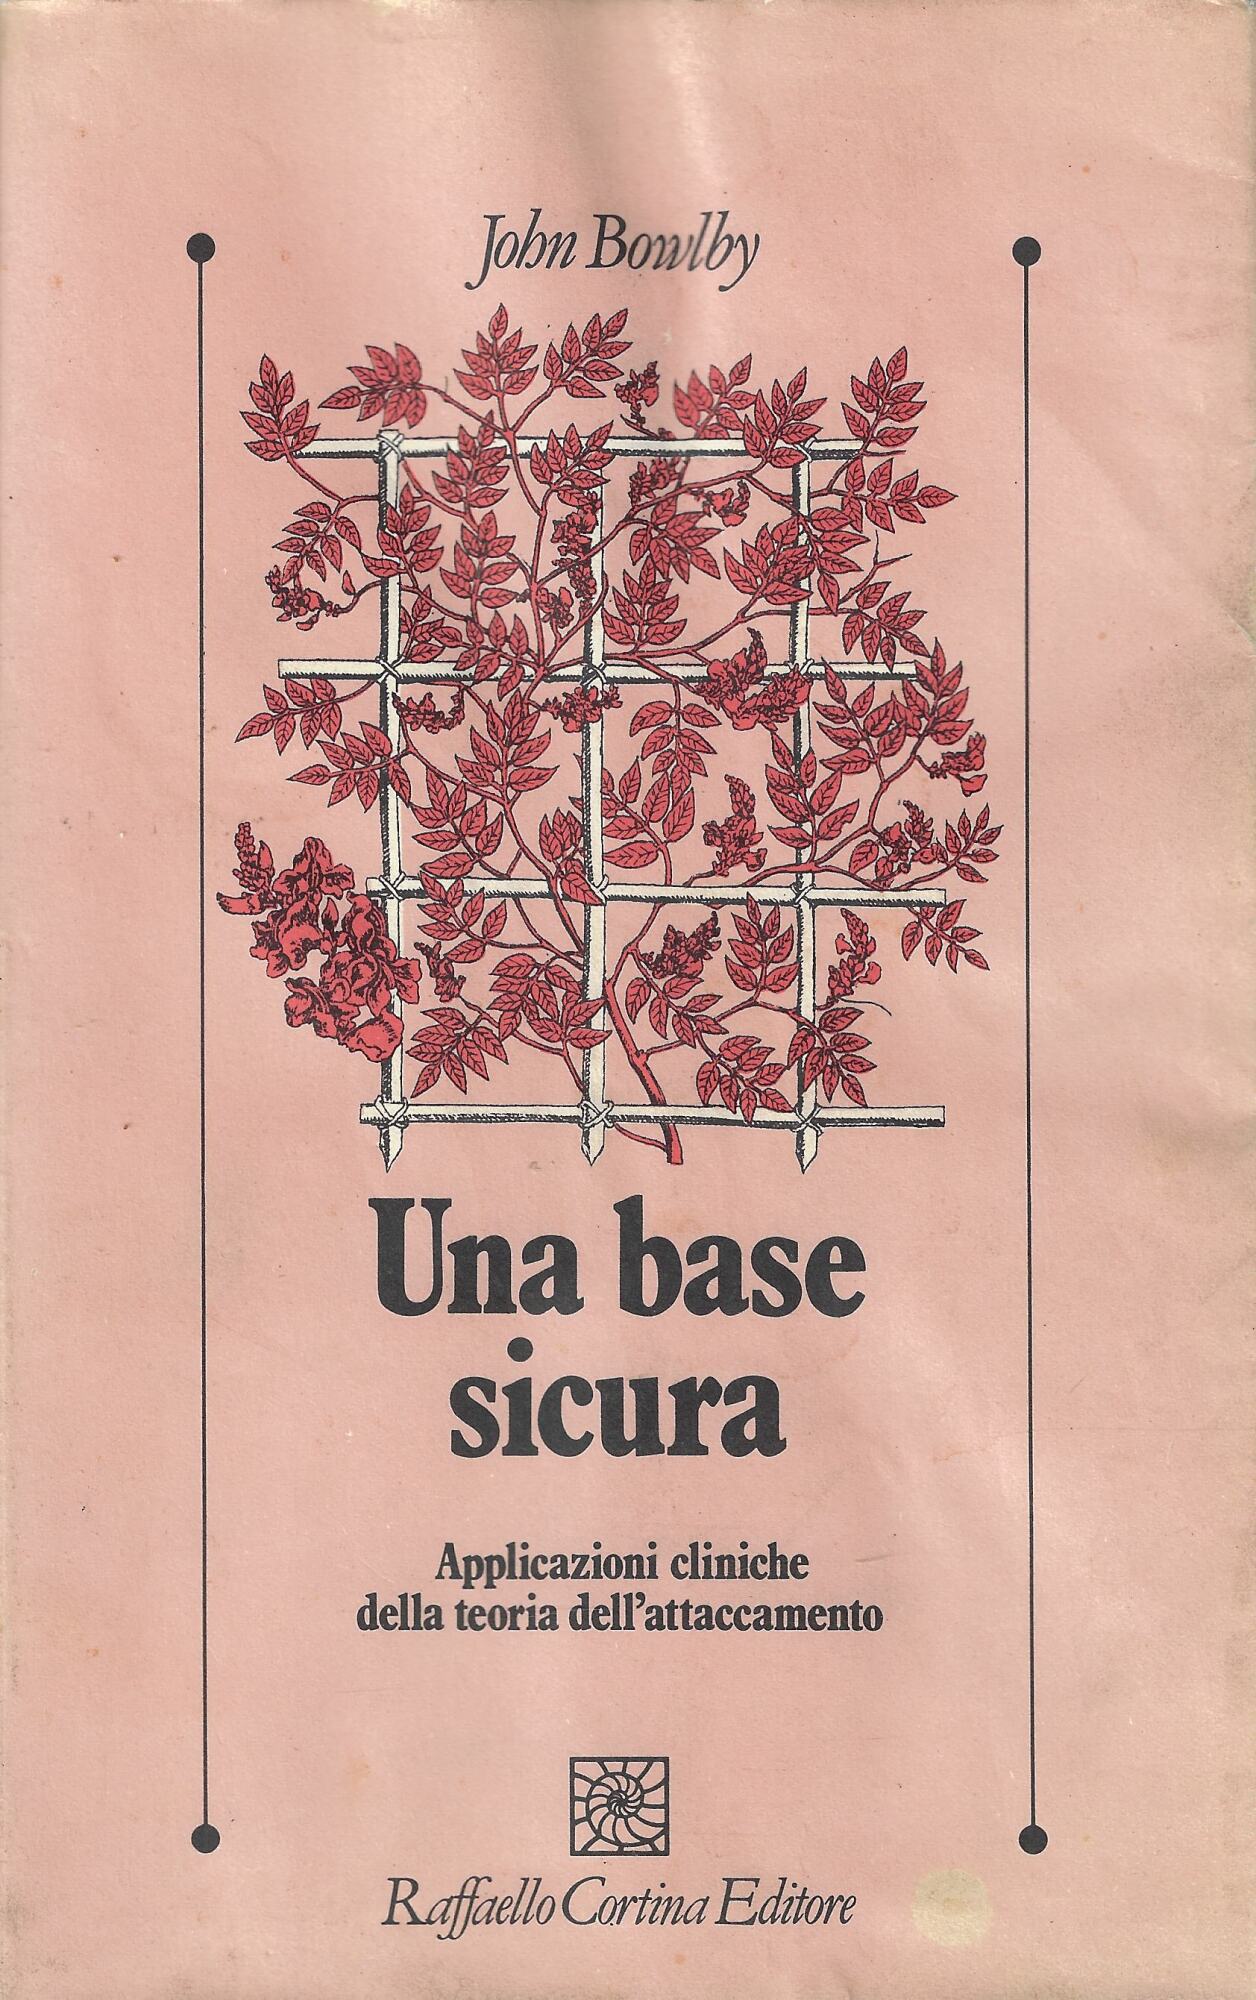 John Bowlby
Una base
sicura
Applicazioni cliniche
della teoria dell'attaccamento
Raffaello Cortina Editore